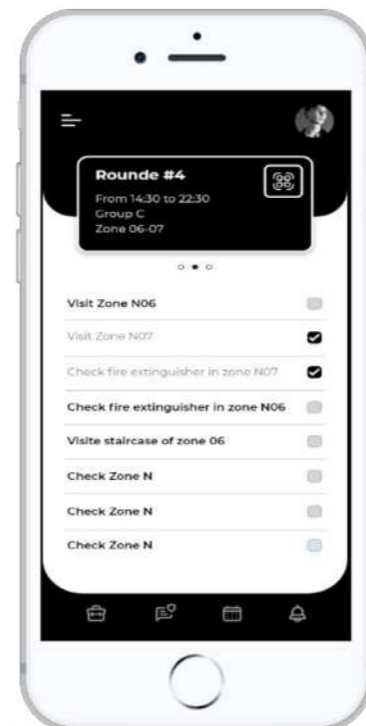 Rounde #4
From 14:30 to 22:30
Group C
Zone 06-07
Visit Zone N06
Visit Zone N07
Check fire extinguisher in zone N07
Check fire extinguisher in zone N06
Visite staircase of zone 06
Check Zone N
Check Zone N
Check Zone N